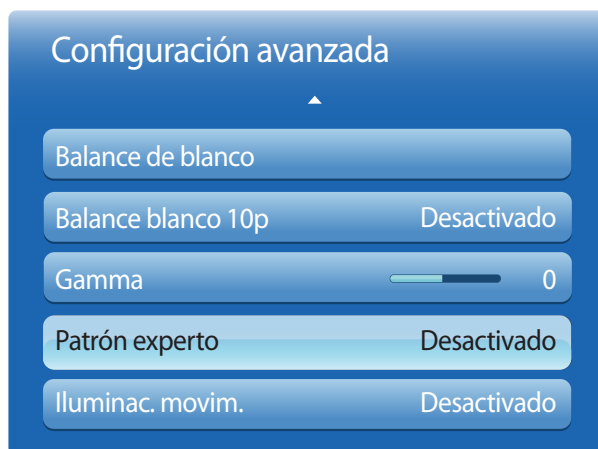 Configuración avanzada
Balance de blanco
Balance blanco 10p Desactivado
Gamma 0
Patrón experto Desactivado
Iluminac. movim. Desactivado